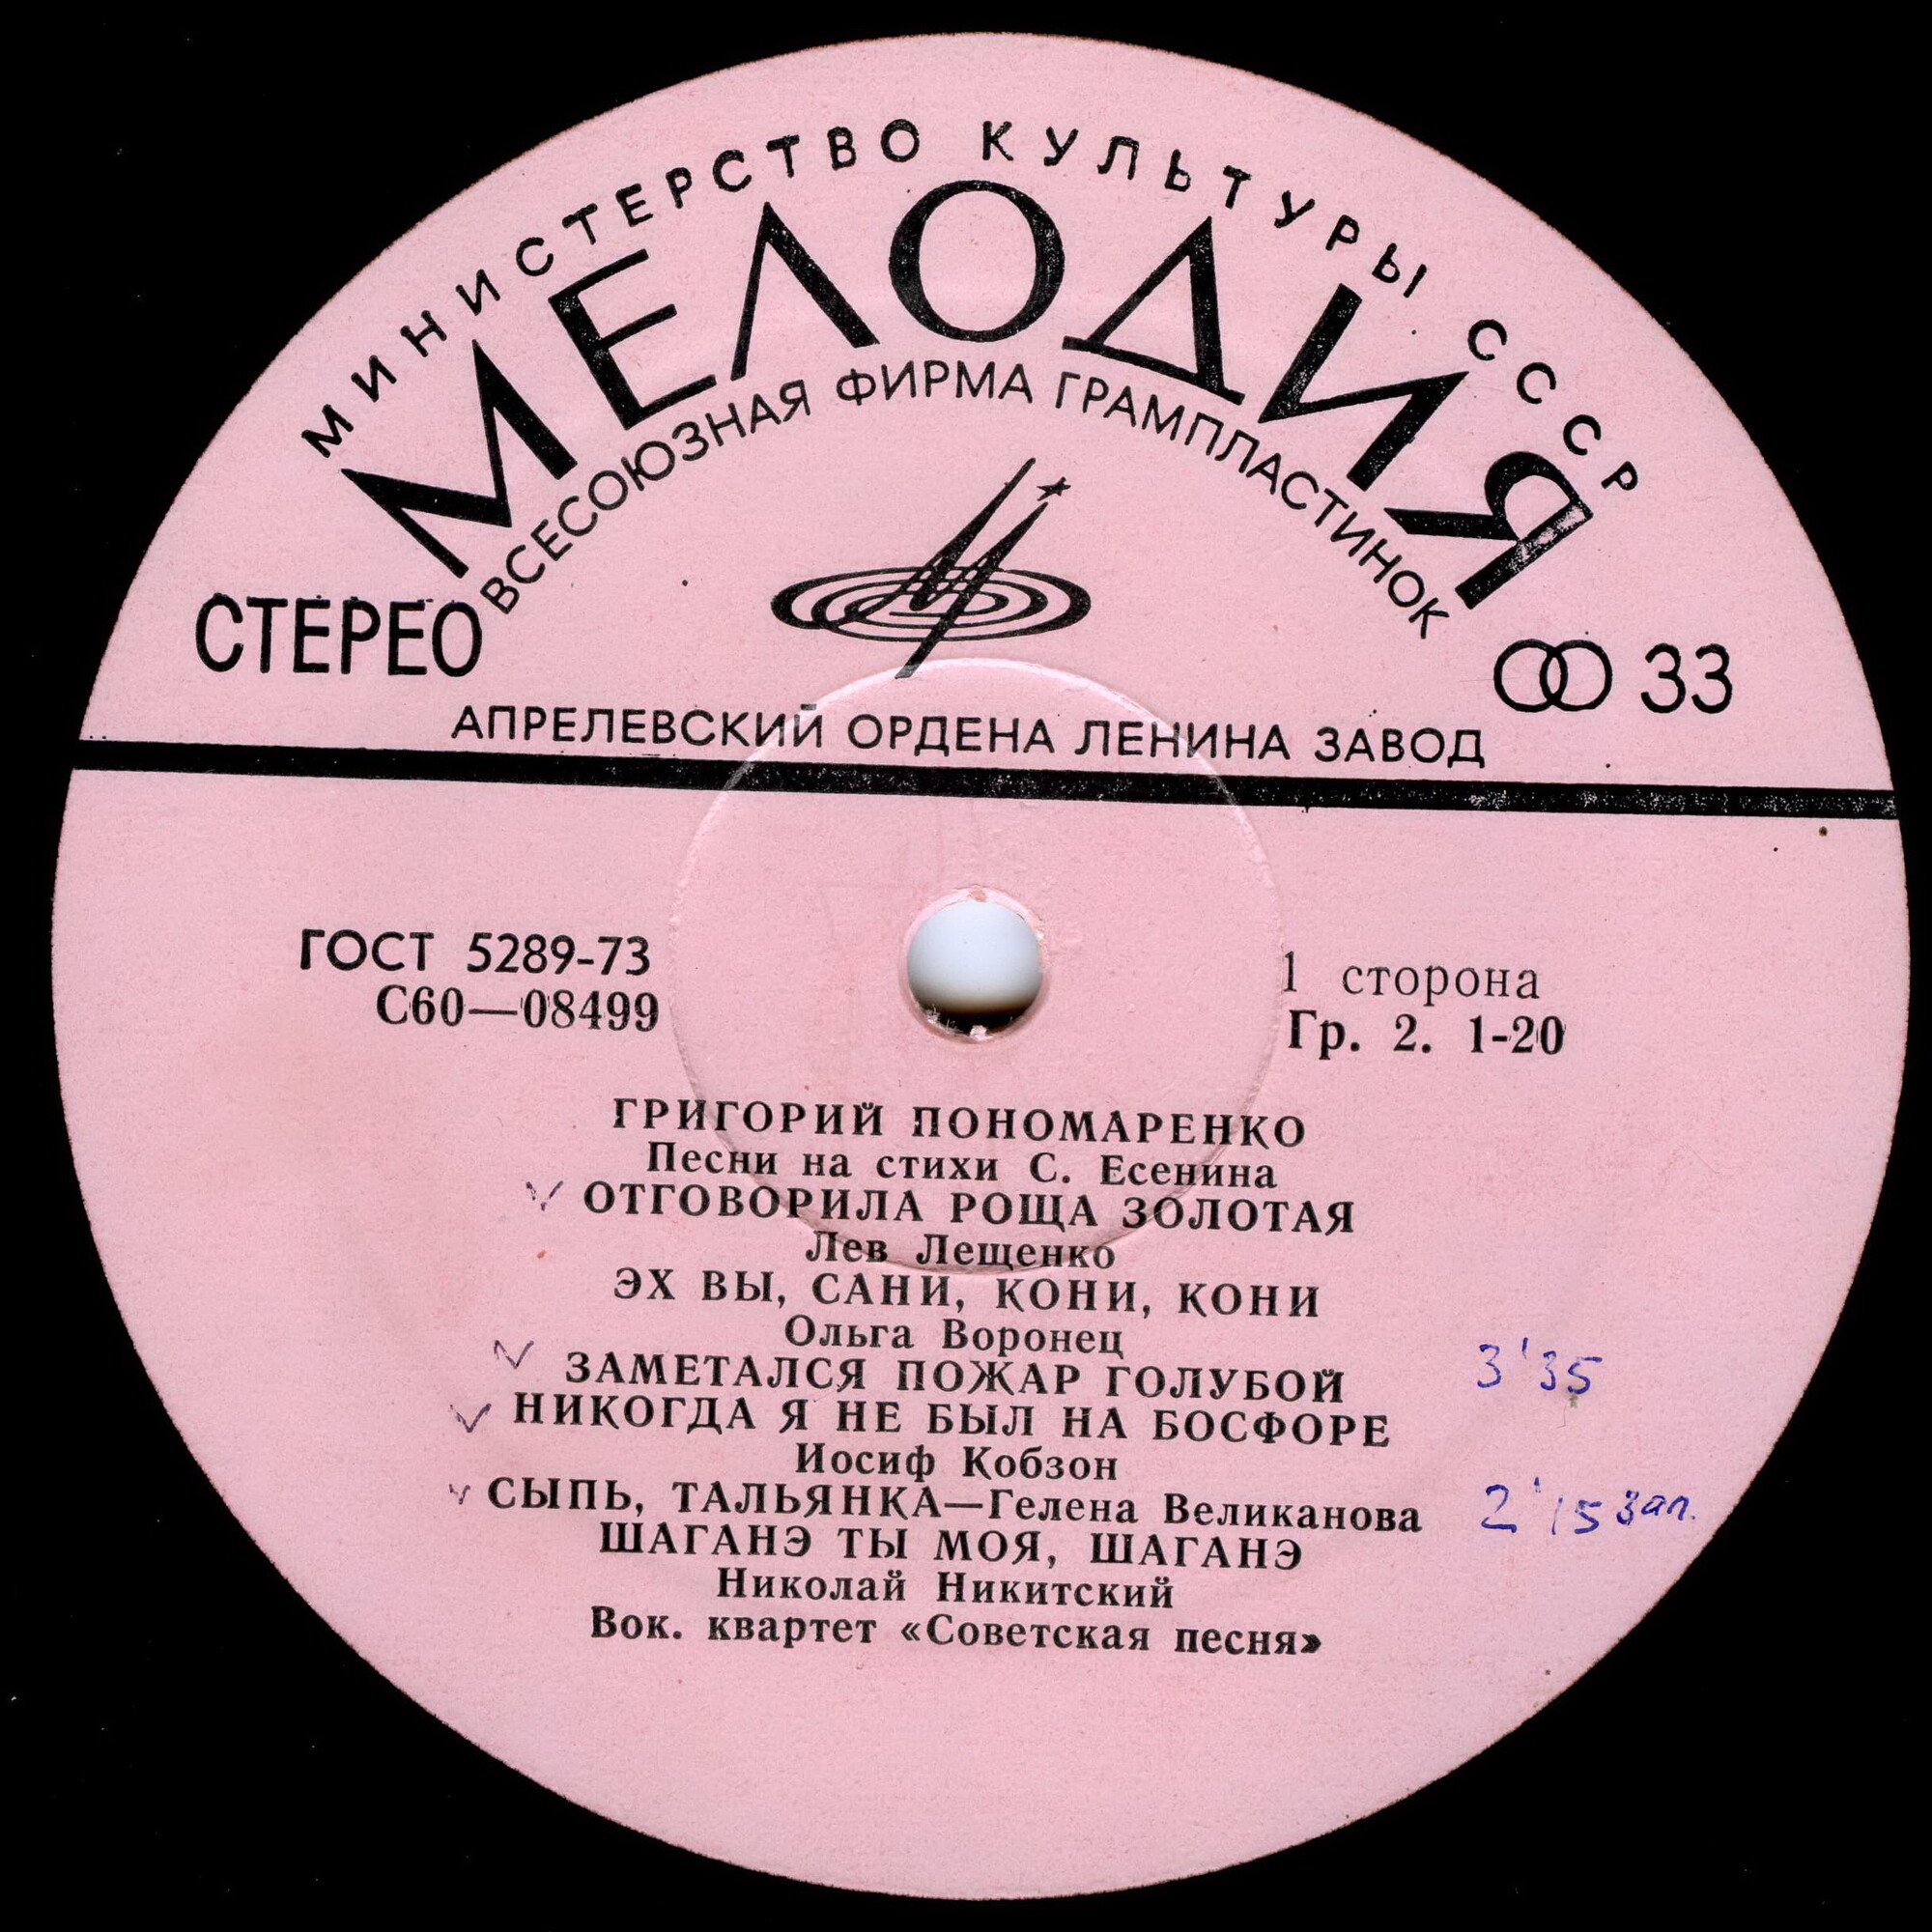 МИНИСТЕРСТВО КУЛЬТУРЫ СССР
МЕЛОДИЯ
ВСЕСОЮЗНАЯ ФИРМА ГРАМПЛАСТИНОК
СТЕРЕО
33
АПРЕЛЕВСКИЙ ОРДЕНА ЛЕНИНА ЗАВОД
ГОСТ 5289-73
С60—08499
1 сторона
Гр. 2. 1-20
ГРИГОРИЙ ПОНОМАРЕНКО
Песни на стихи С. Есенина
ОТГОВОРИЛА РОЩА ЗОЛОТАЯ
Лев Лещенко
ЭХ ВЫ, САНИ, КОНИ, КОНИ
Ольга Воронец
ЗАМЕТАЛСЯ ПОЖАР ГОЛУБОЙ 3'35
НИКОГДА Я НЕ БЫЛ НА БОСФОРЕ
Иосиф Кобзон
СЫПЬ, ТАЛЬЯНКА—Гелена Великанова 2'15 зап.
ШАГАНЭ ТЫ МОЯ, ШАГАНЭ
Николай Никитский
Вок. квартет «Советская песня»